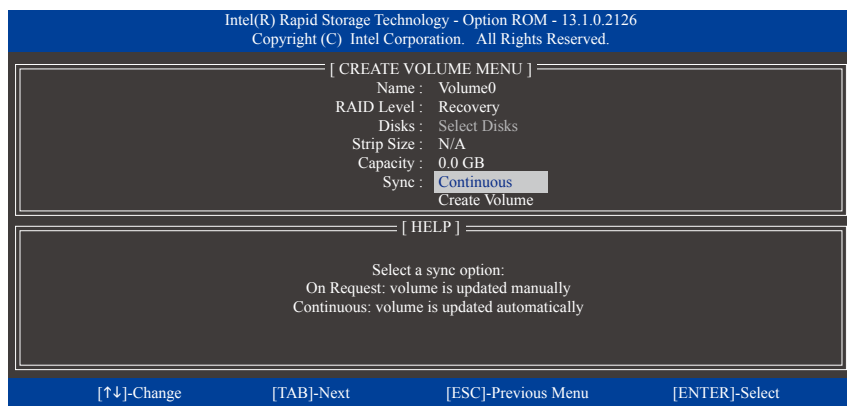 Intel(R) Rapid Storage Technology - Option ROM - 13.1.0.2126
Copyright (C) Intel Corporation. All Rights Reserved.
[ CREATE VOLUME MENU ]
Name : Volume0
RAID Level : Recovery
Disks : Select Disks
Strip Size : N/A
Capacity : 0.0 GB
Sync : Continuous
Create Volume
[ HELP ]
Select a sync option:
On Request: volume is updated manually
Continuous: volume is updated automatically
[↑↓]-Change [TAB]-Next [ESC]-Previous Menu [ENTER]-Select